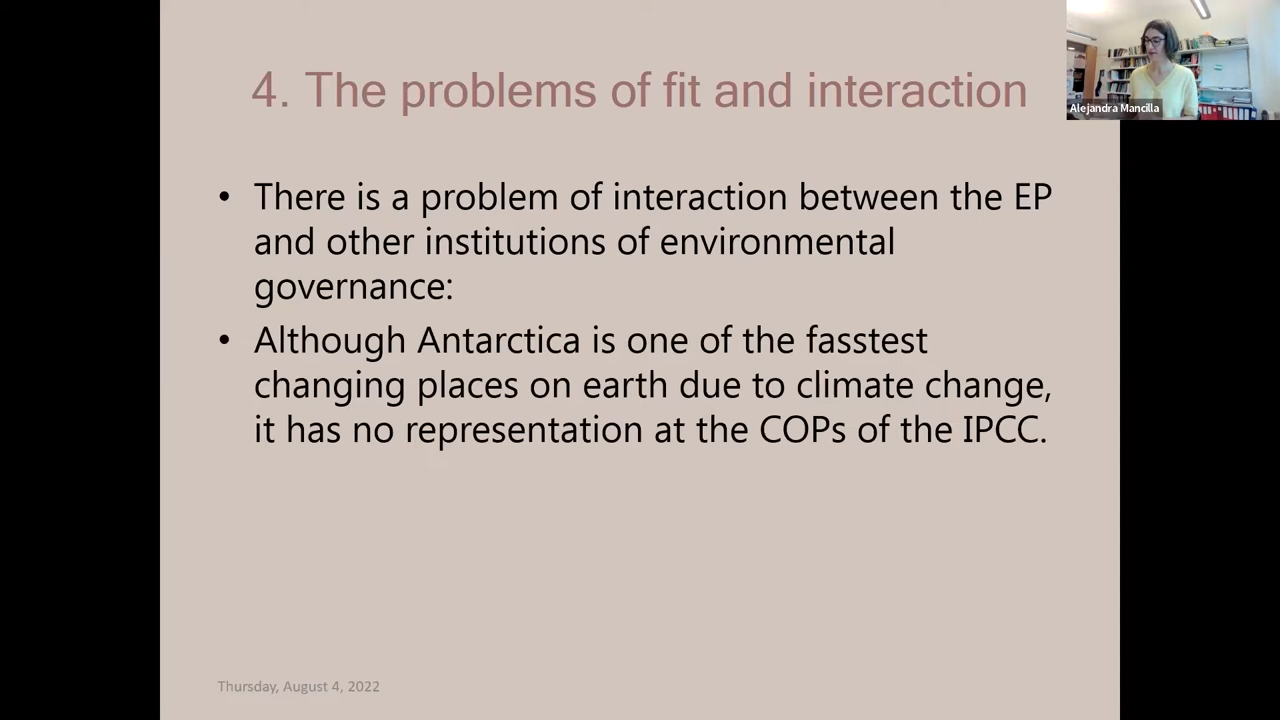 4. The problems of fit and interaction
Alejandra Mancilla
• There is a problem of interaction between the EP
and other institutions of environmental
governance:
• Although Antarctica is one of the fasstest
changing places on earth due to climate change,
it has no representation at the COPs of the IPCC.
Thursday, August 4, 2022